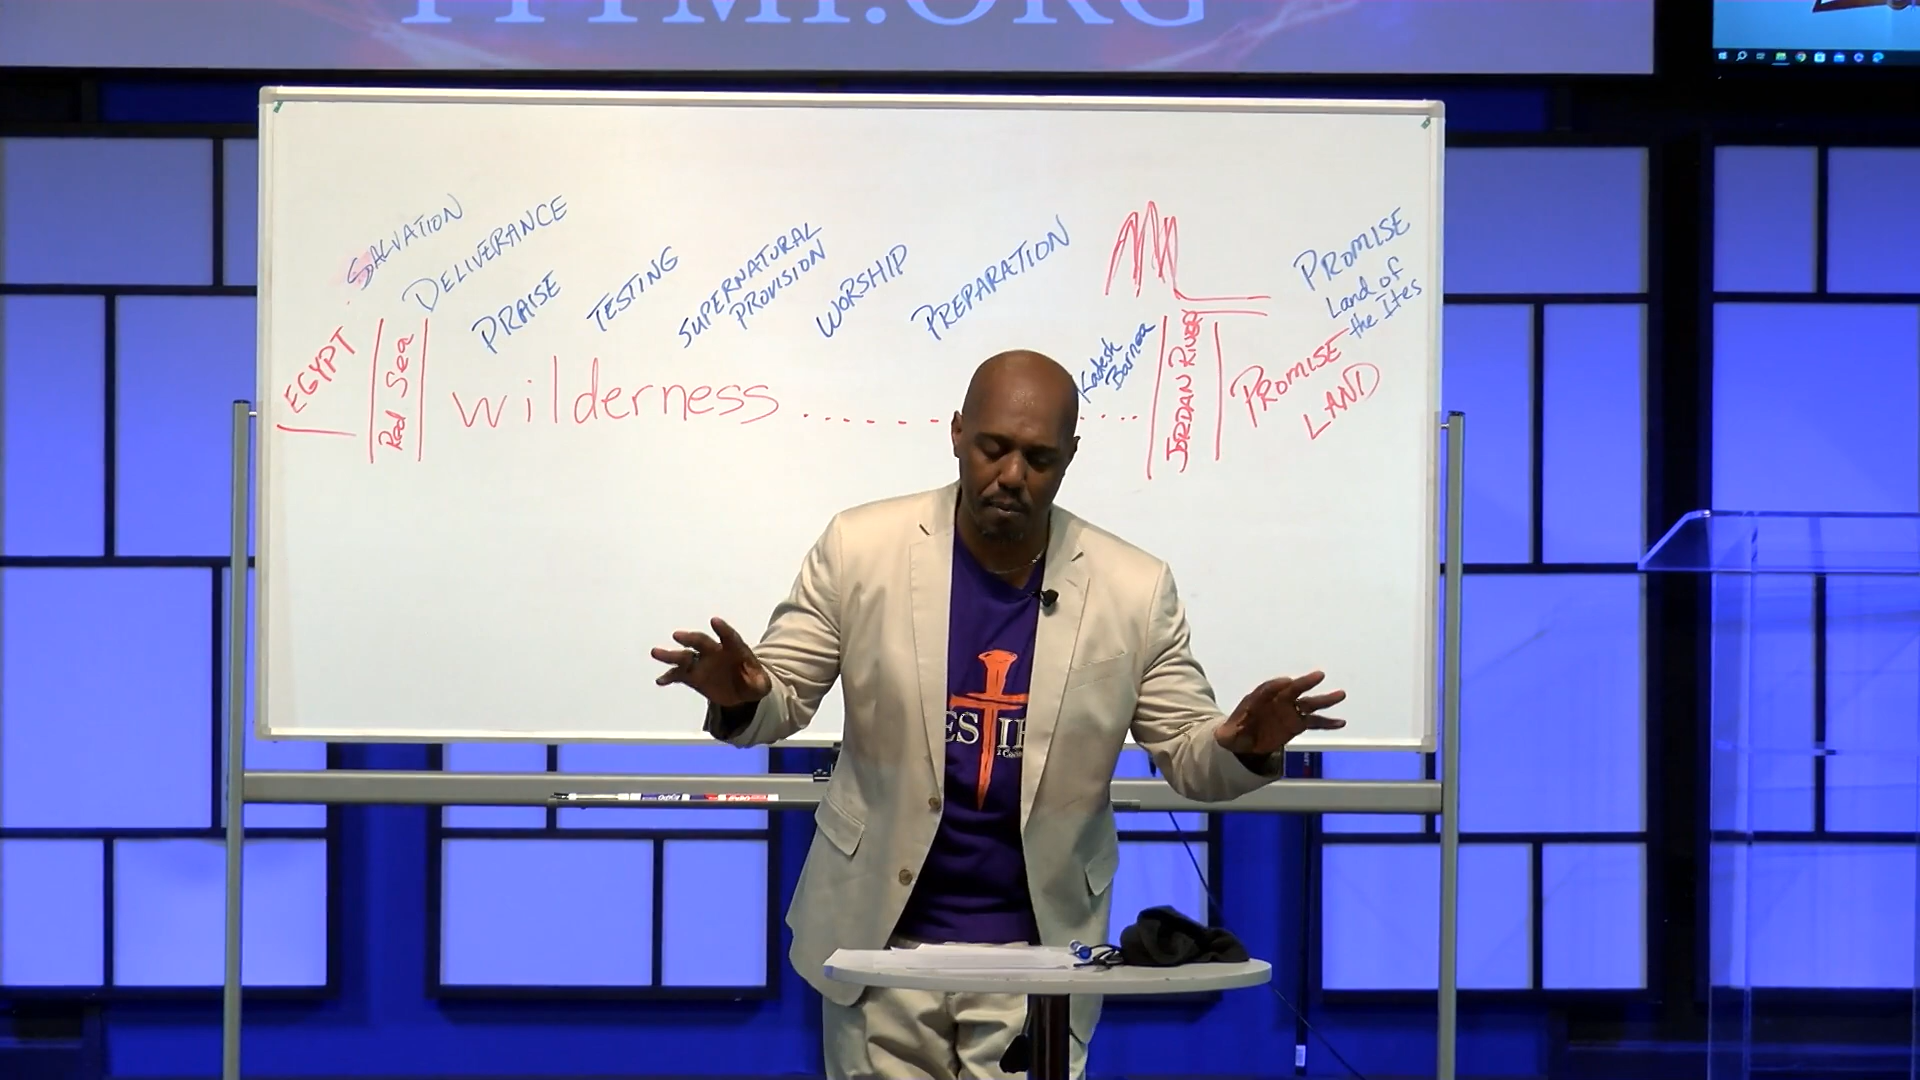 SALVATION
DELIVERANCE
PRAISE
TESTING
SUPERNATURAL
PROVISION
WORSHIP
PREPARATION
PROMISE
Land of
the Ites
EGYPT
Red Sea
wilderness ..........
Kadesh
Barnea
JORDAN RIVER
PROMISE
LAND